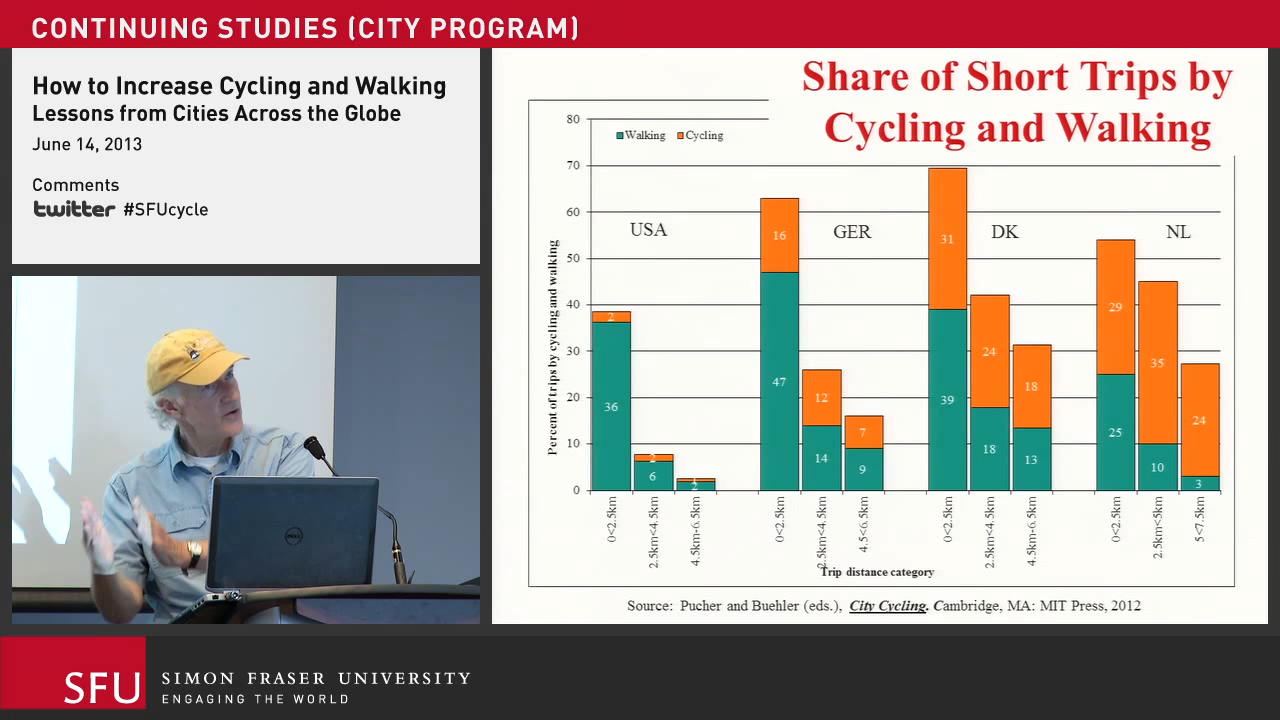 CONTINUING STUDIES (CITY PROGRAM)
How to Increase Cycling and Walking
Lessons from Cities Across the Globe
June 14, 2013
Comments
twitter #SFUcycle
Share of Short Trips by
Cycling and Walking
Walking Cycling
Percent of trips by cycling and walking
80
70
60
50
40
30
20
10
0
USA
GER
DK
NL
2
36
2
6
1
2
16
47
12
14
7
9
31
39
24
18
18
13
29
25
35
10
24
3
0<2.5km
2.5km<4.5km
4.5km-6.5km
0<2.5km
2.5km<4.5km
4.5<6.5km
0<2.5km
2.5km<4.5km
4.5km-6.5km
0<2.5km
2.5km<5km
5<7.5km
Trip distance category
Source: Pucher and Buehler (eds.), City Cycling. Cambridge, MA: MIT Press, 2012
DELL
SFU
SIMON FRASER UNIVERSITY
ENGAGING THE WORLD